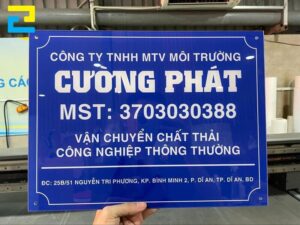 CÔNG TY TNHH MTV MÔI TRƯỜNG
CƯỜNG PHÁT
MST: 3703030388
VẬN CHUYỂN CHẤT THẢI
CÔNG NGHIỆP THÔNG THƯỜNG
ĐC: 25B/51 NGUYỄN TRI PHƯƠNG, KP. BÌNH MINH 2, P. DĨ AN, TP. DĨ AN, BD